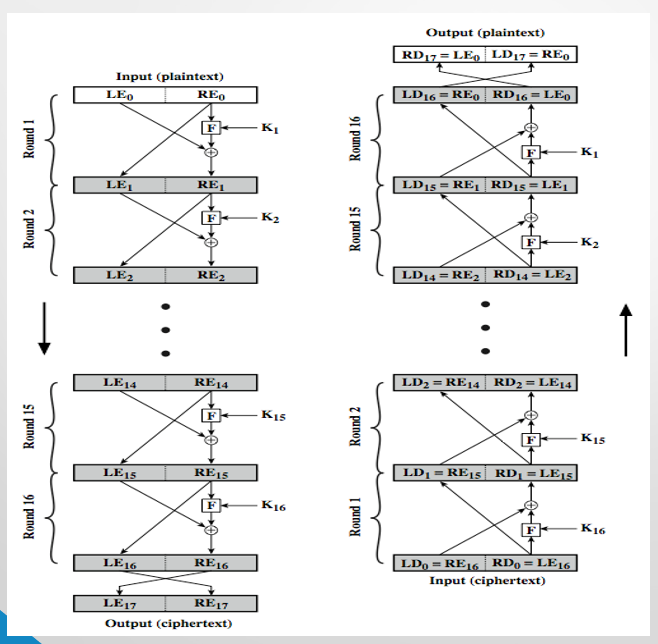 Input (plaintext)
LE₀ RE₀
F K₁
Round 1
LE₁ RE₁
F K₂
Round 2
LE₂ RE₂
LE₁₄ RE₁₄
F K₁₅
Round 15
LE₁₅ RE₁₅
F K₁₆
Round 16
LE₁₆ RE₁₆
LE₁₇ RE₁₇
Output (ciphertext)
Output (plaintext)
RD₁₇ = LE₀ LD₁₇ = RE₀
LD₁₆ = RE₀ RD₁₆ = LE₀
Round 16
F K₁
LD₁₅ = RE₁ RD₁₅ = LE₁
Round 15
F K₂
LD₁₄ = RE₂ RD₁₄ = LE₂
LD₂ = RE₁₄ RD₂ = LE₁₄
Round 2
F K₁₅
LD₁ = RE₁₅ RD₁ = LE₁₅
Round 1
F K₁₆
LD₀ = RE₁₆ RD₀ = LE₁₆
Input (ciphertext)